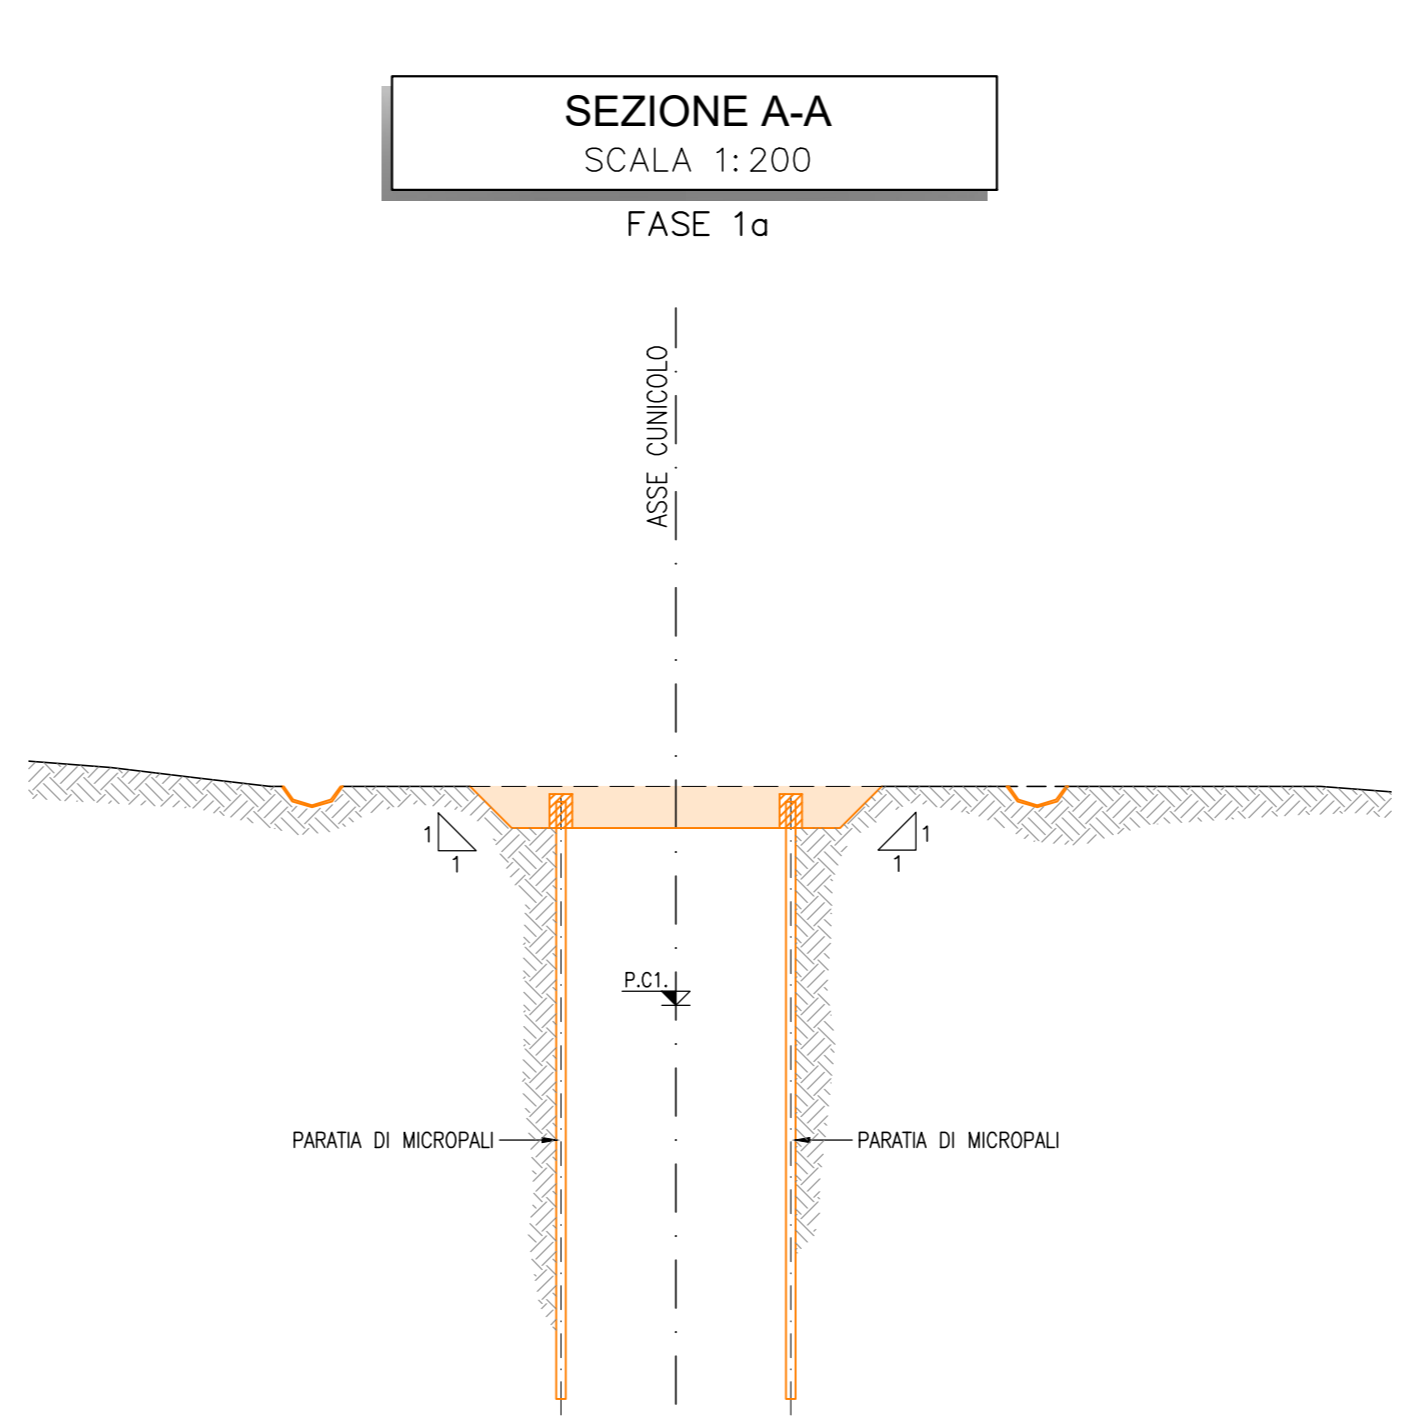 SEZIONE A-A
SCALA 1:200
FASE 1a
ASSE CUNICOLO
1
1
1
1
P.C1.
PARATIA DI MICROPALI
PARATIA DI MICROPALI